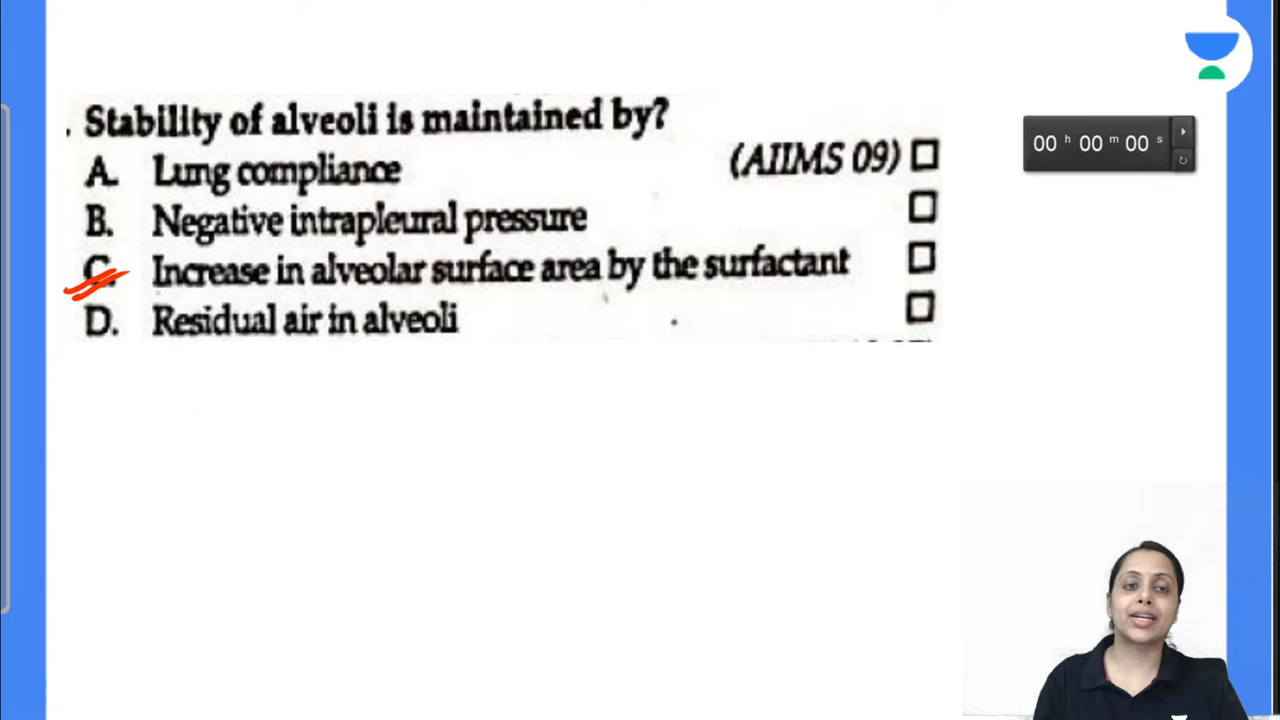 . Stability of alveoli is maintained by?
A. Lung compliance (AIIMS 09)
B. Negative intrapleural pressure
C. Increase in alveolar surface area by the surfactant
D. Residual air in alveoli
00 h 00 m 00 s